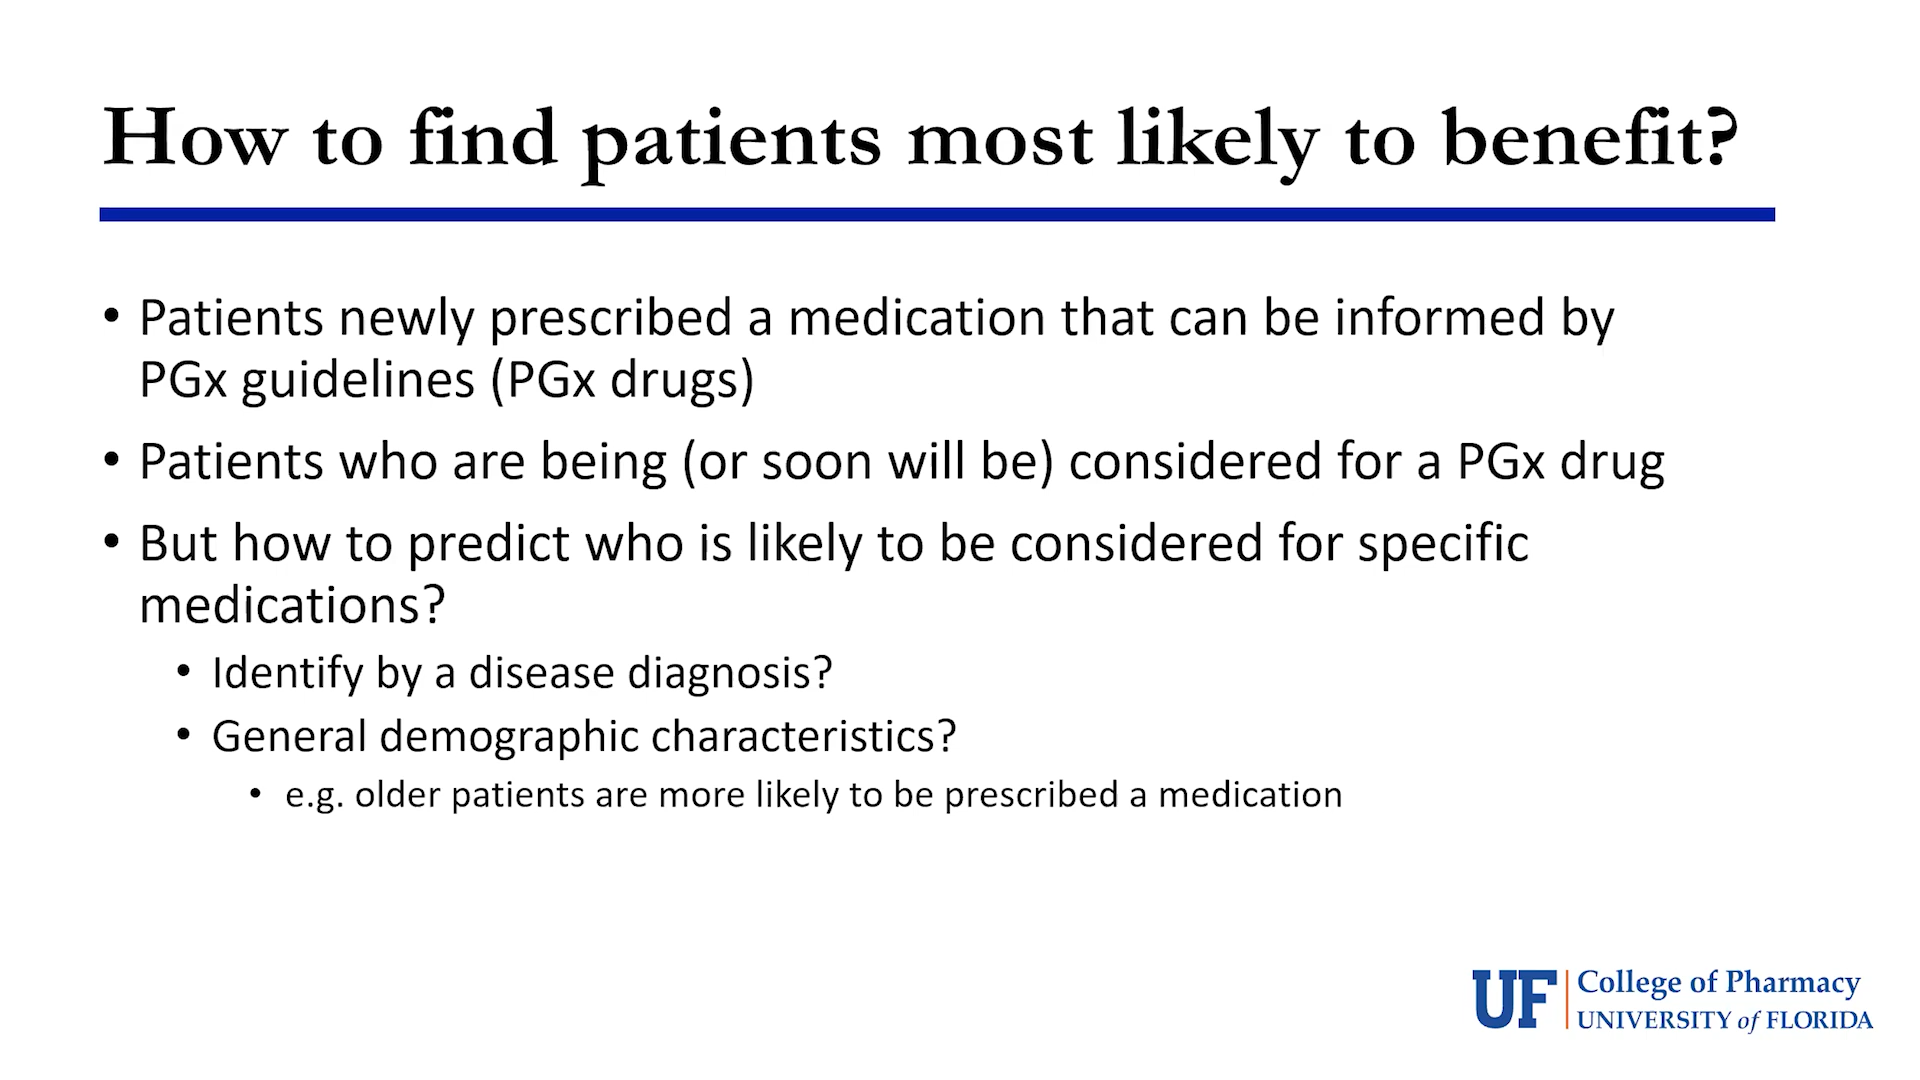 How to find patients most likely to benefit?
• Patients newly prescribed a medication that can be informed by
PGx guidelines (PGx drugs)
• Patients who are being (or soon will be) considered for a PGx drug
• But how to predict who is likely to be considered for specific
medications?
• Identify by a disease diagnosis?
• General demographic characteristics?
• e.g. older patients are more likely to be prescribed a medication
UF College of Pharmacy
UNIVERSITY of FLORIDA